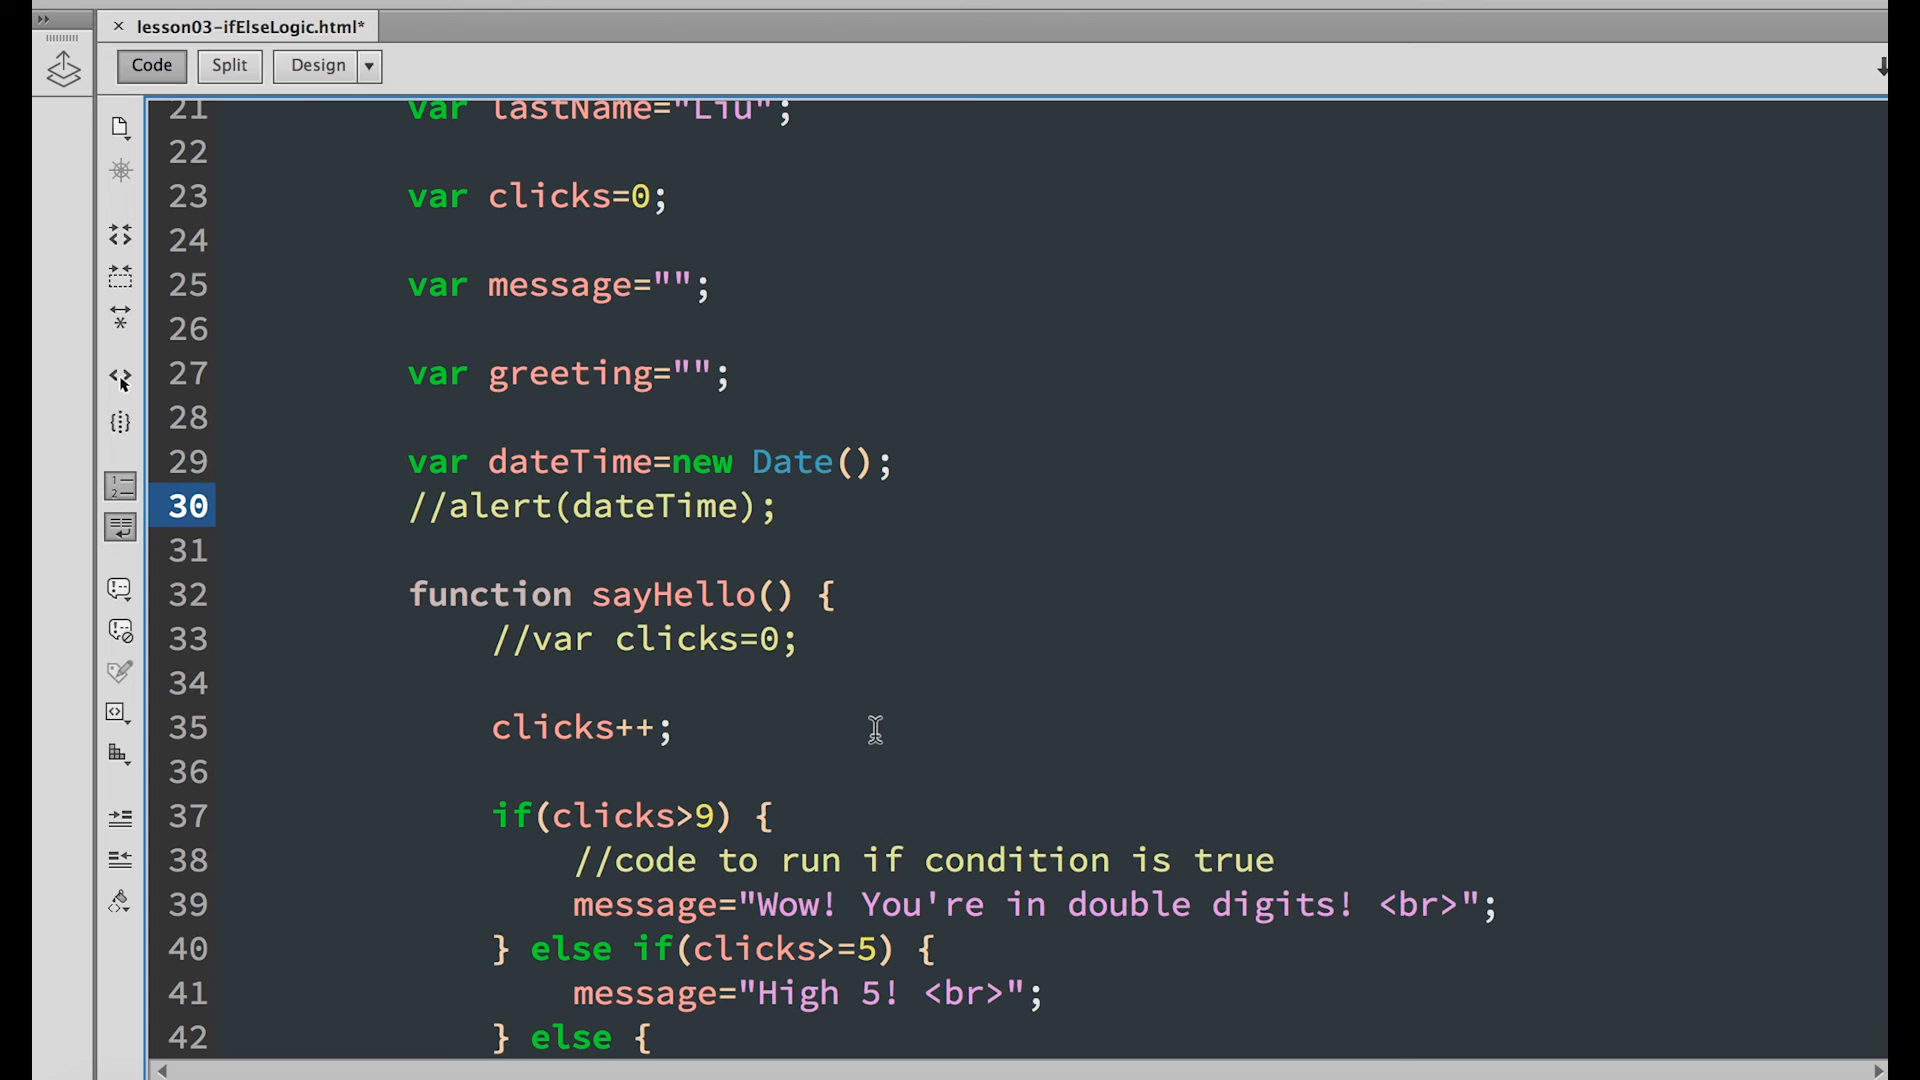 lesson03-ifElseLogic.html*
Code Split Design
21 var lastName="Liu";
22
23 var clicks=0;
24
25 var message="";
26
27 var greeting="";
28
29 var dateTime=new Date();
30 //alert(dateTime);
31
32 function sayHello() {
33 //var clicks=0;
34
35 clicks++;
36
37 if(clicks>9) {
38 //code to run if condition is true
39 message="Wow! You're in double digits! <br>";
40 } else if(clicks>=5) {
41 message="High 5! <br>";
42 } else {